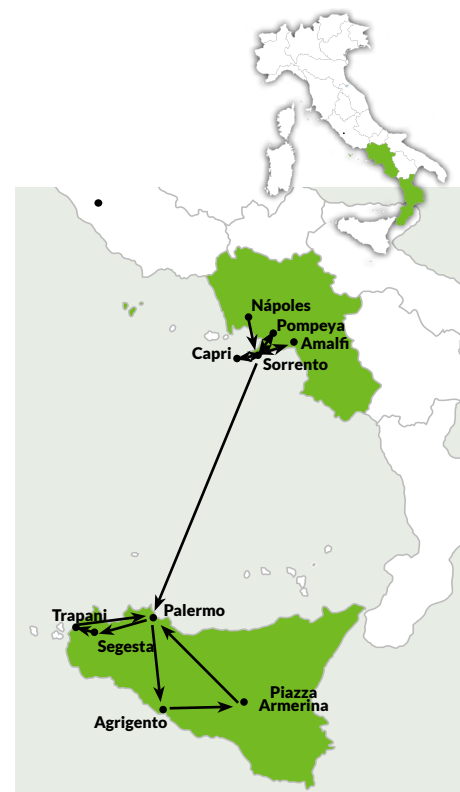 Nápoles
Pompeya
Amalfi
Capri
Sorrento
Trapani
Palermo
Segesta
Piazza
Armerina
Agrigento